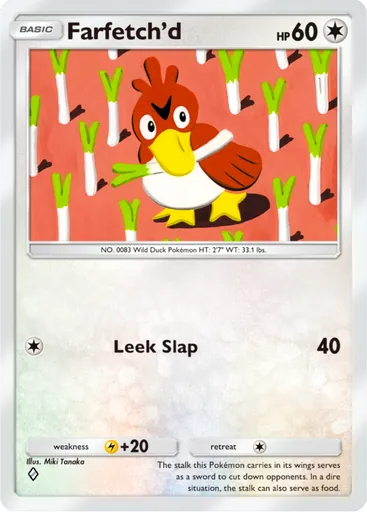 BASIC
Farfetch'd
HP 60
NO. 0083 Wild Duck Pokémon HT: 2'7" WT: 33.1 lbs.
Leek Slap 40
weakness +20 retreat
Illus. Miki Tanaka
The stalk this Pokémon carries in its wings serves
as a sword to cut down opponents. In a dire
situation, the stalk can also serve as food.